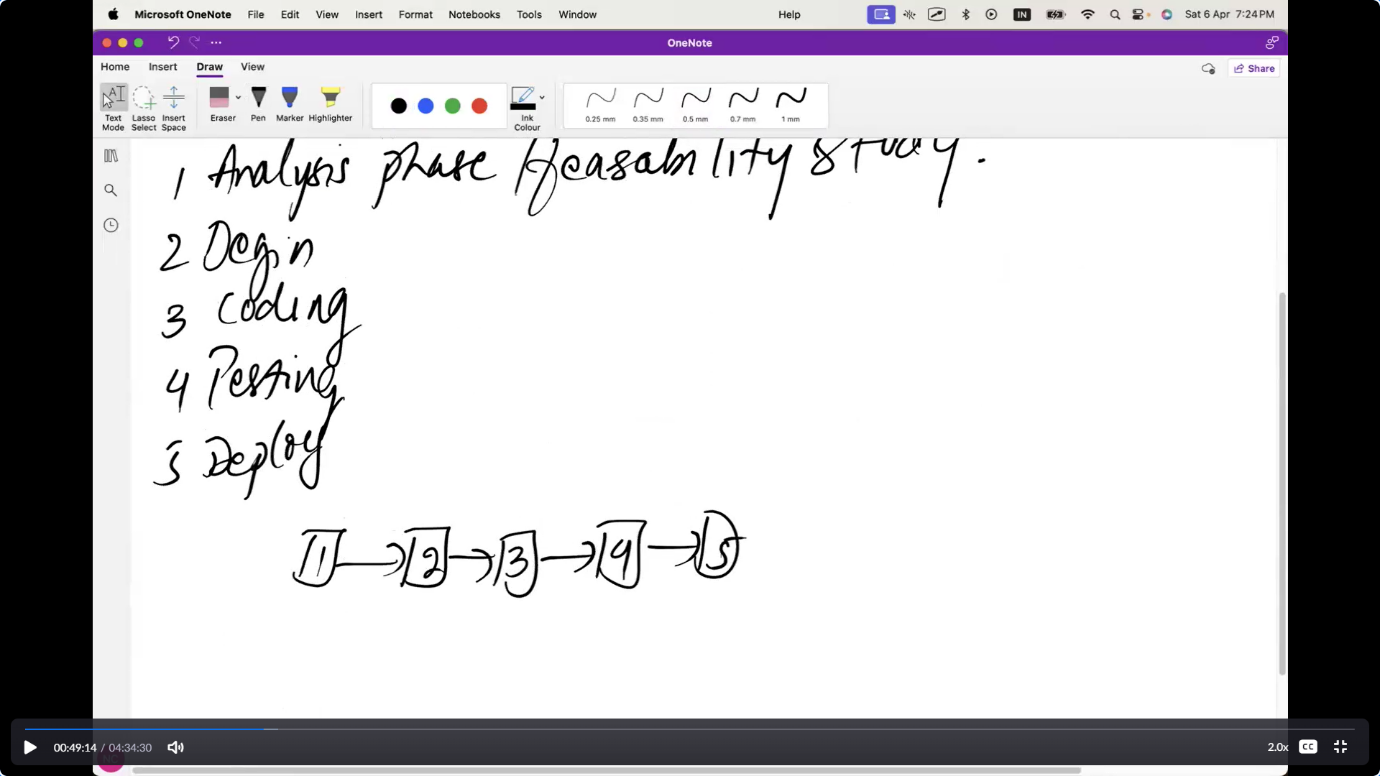 Microsoft OneNote File Edit View Insert Format Notebooks Tools Window Help IN Sat 6 Apr 7:24 PM
OneNote
Home Insert Draw View Share
Text Mode Lasso Select Insert Space Eraser Pen Marker Highlighter Ink Colour 0.25 mm 0.35 mm 0.5 mm 0.7 mm 1 mm
1 Analysis phase / feasability study.
2 Degin
3 Coding
4 Testing
5 Deploy
1 2 3 4 5
00:49:14 / 04:34:30 2.0x CC